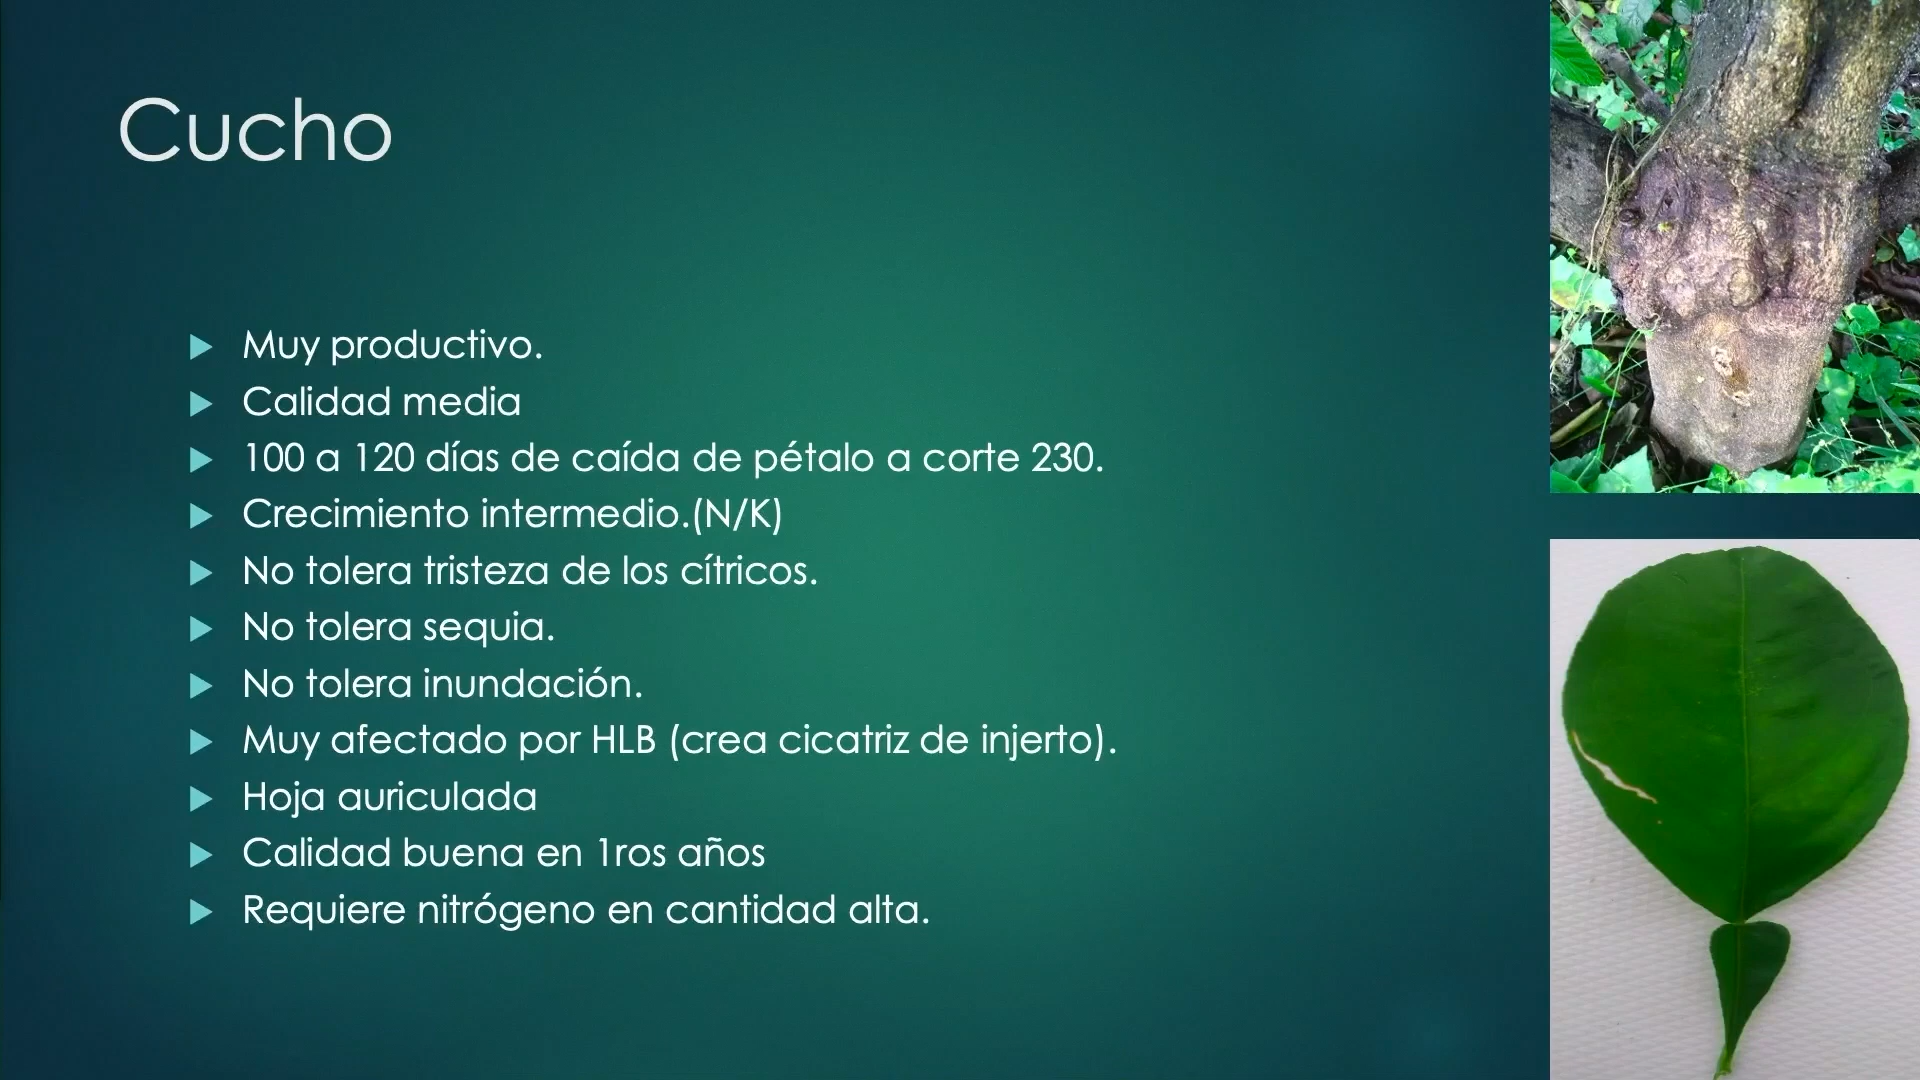 Cucho
Muy productivo.
Calidad media
100 a 120 días de caída de pétalo a corte 230.
Crecimiento intermedio.(N/K)
No tolera tristeza de los cítricos.
No tolera sequia.
No tolera inundación.
Muy afectado por HLB (crea cicatriz de injerto).
Hoja auriculada
Calidad buena en 1ros años
Requiere nitrógeno en cantidad alta.